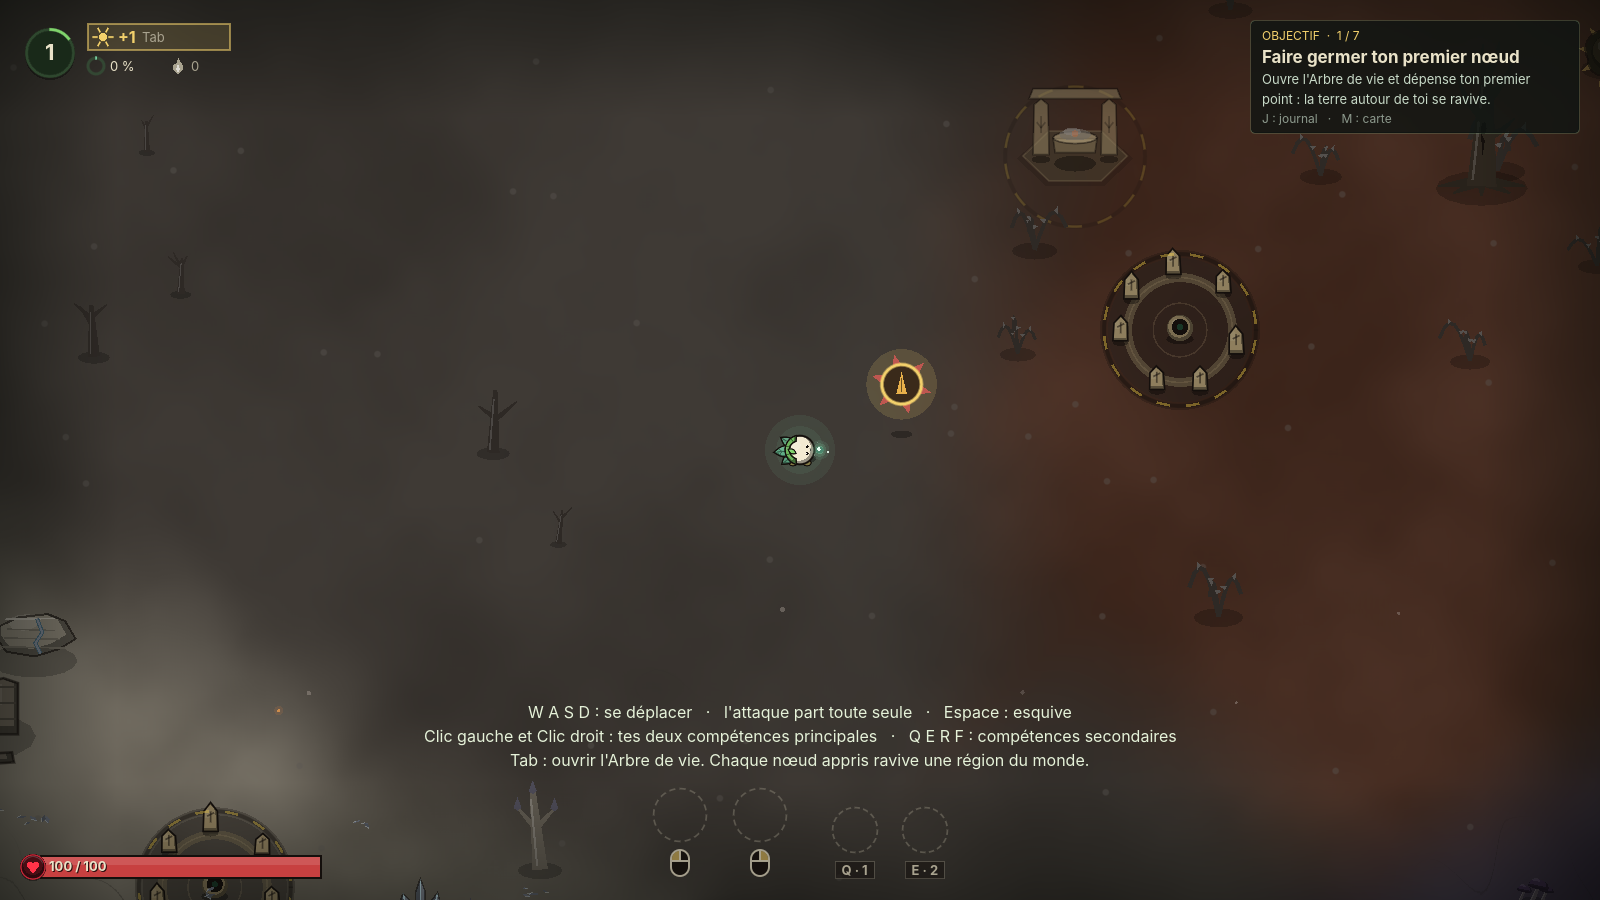 1
+1 Tab
0 %
0
OBJECTIF · 1 / 7
Faire germer ton premier nœud
Ouvre l'Arbre de vie et dépense ton premier
point : la terre autour de toi se ravive.
J : journal · M : carte
W A S D : se déplacer · l'attaque part toute seule · Espace : esquive
Clic gauche et Clic droit : tes deux compétences principales · Q E R F : compétences secondaires
Tab : ouvrir l'Arbre de vie. Chaque nœud appris ravive une région du monde.
100 / 100
Q · 1
E · 2